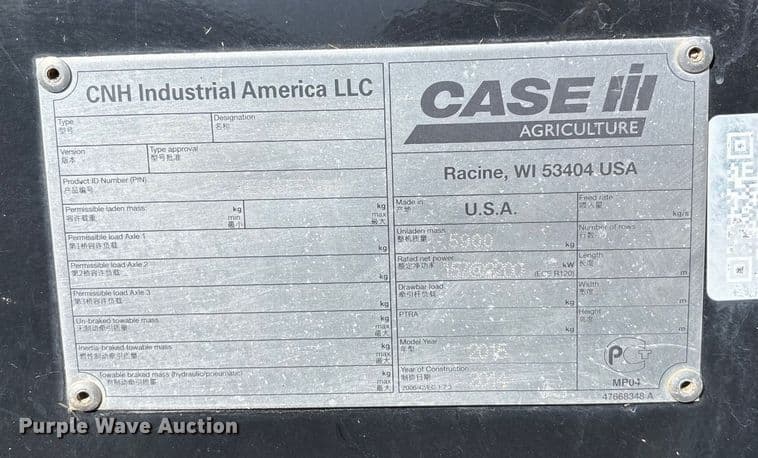 CNH Industrial America LLC
Type
型号
Designation
名称
Version
版本
Type approval
型号批准
Product ID Number (PIN)
产品编号
Permissible laden mass
容许载重
kg
min
最小
kg
max
最大
Permissible load Axle 1
第1桥容许负载
kg
Permissible load Axle 2
第2桥容许负载
kg
Permissible load Axle 3
第3桥容许负载
kg
Un-braked towable mass
无制动牵引质量
kg
max
最大
Inertia-braked towable mass
惯性制动牵引质量
kg
max
最大
Towable braked mass (hydraulic/pneumatic)
有制动牵引质量
kg
max
最大
CASE IH
AGRICULTURE
Racine, WI 53404 USA
Made in
产地
U.S.A.
Feed rate
喂入量
kg/s
Unladen mass
整机质量
15900
kg
Number of rows
行数
Rated net power
额定净功率
kW
(ECE R120)
Length
长度
m
Drawbar load
牵引杆负载
kg
Width
宽度
m
PTRA
kg
Height
高度
m
Model Year
年型
2015
Year of Construction
制造日期
2006/42/EC 1.7.3
MP04
47668348 A
Purple Wave Auction